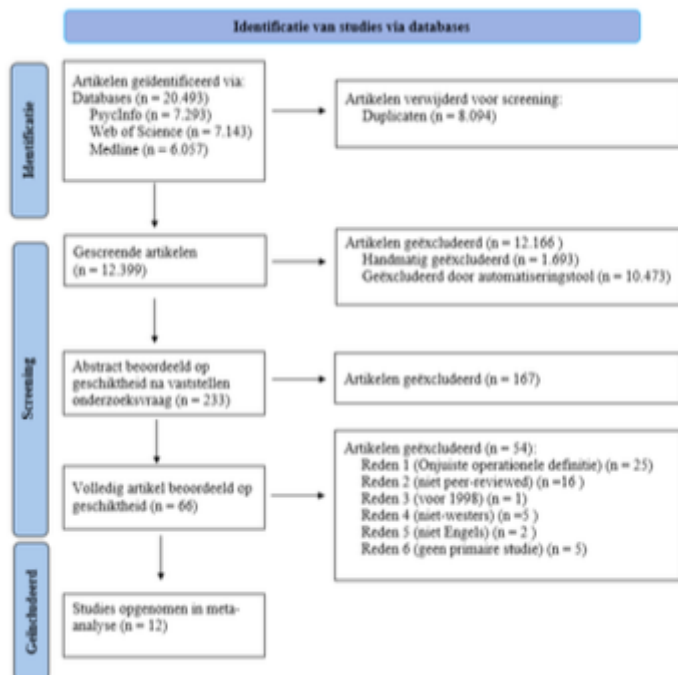 Identificatie van studies via databases
Identificatie
Artikelen geïdentificeerd via:
Databases (n = 20.493)
PsycInfo (n = 7.293)
Web of Science (n = 7.143)
Medline (n = 6.057)
Artikelen verwijderd voor screening:
Duplicaten (n = 8.094)
Screening
Gescreende artikelen
(n = 12.399)
Artikelen geëxcludeerd (n = 12.166 )
Handmatig geëxcludeerd (n = 1.693)
Geëxcludeerd door automatiseringstool (n = 10.473)
Abstract beoordeeld op
geschiktheid na vaststellen
onderzoeksvraag (n = 233)
Artikelen geëxcludeerd (n = 167)
Volledig artikel beoordeeld op
geschiktheid (n = 66)
Artikelen geëxcludeerd (n = 54):
Reden 1 (Onjuiste operationele definitie) (n = 25)
Reden 2 (niet peer-reviewed) (n =16 )
Reden 3 (voor 1998) (n = 1)
Reden 4 (niet-westers) (n =5 )
Reden 5 (niet Engels) (n = 2 )
Reden 6 (geen primaire studie) (n = 5)
Geïncludeerd
Studies opgenomen in meta-
analyse (n = 12)